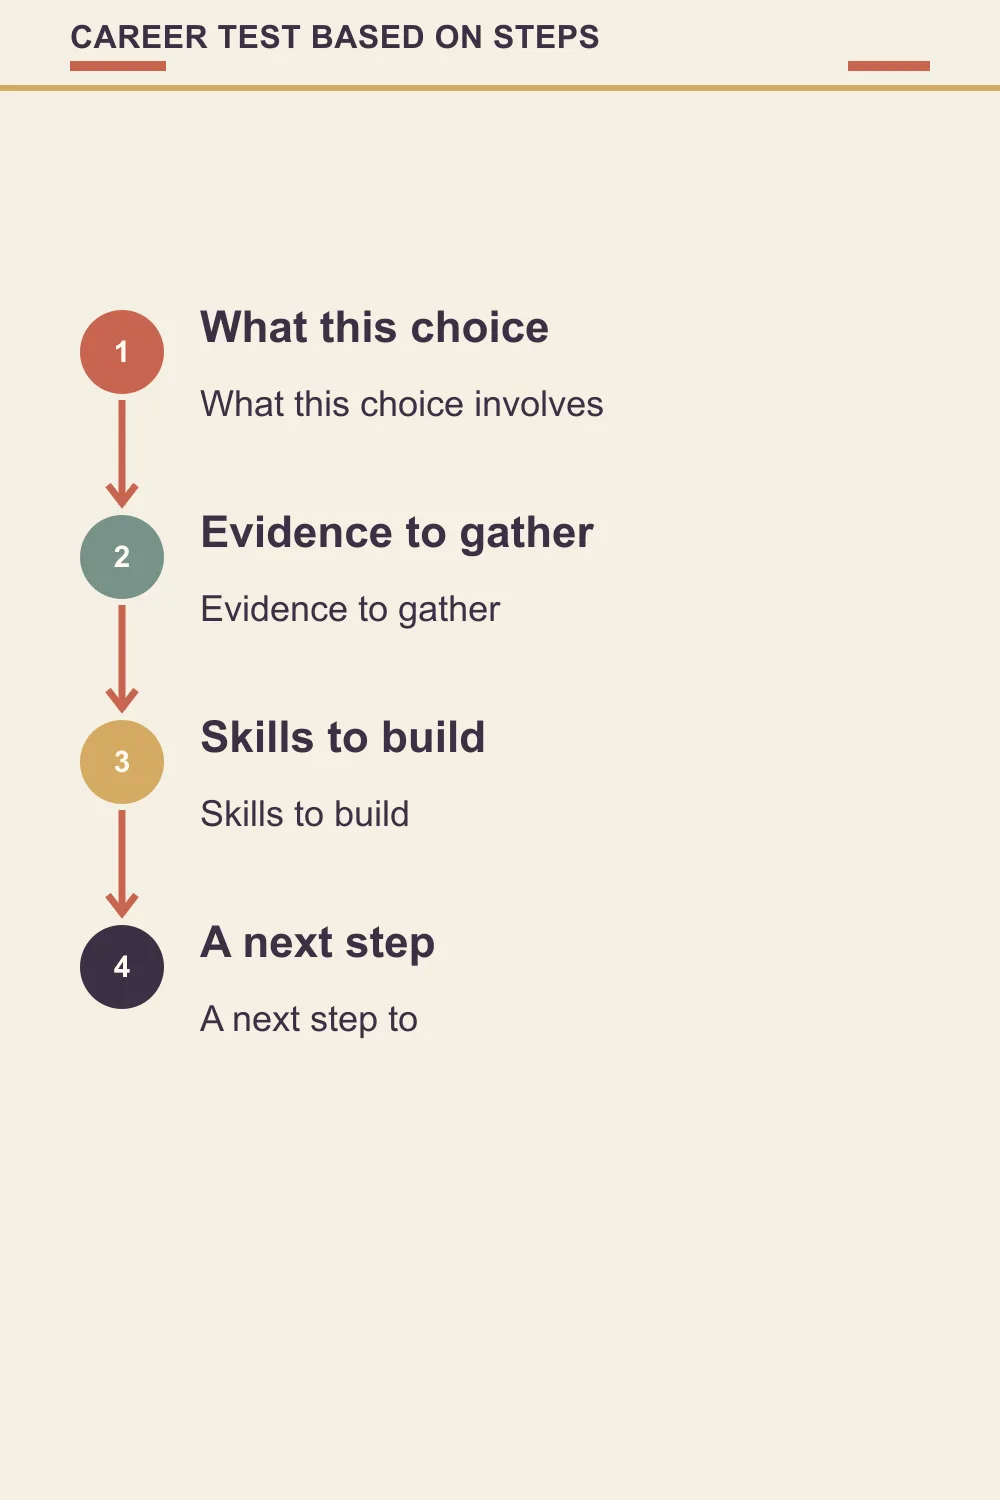 CAREER TEST BASED ON STEPS
1
What this choice
What this choice involves
2
Evidence to gather
Evidence to gather
3
Skills to build
Skills to build
4
A next step
A next step to